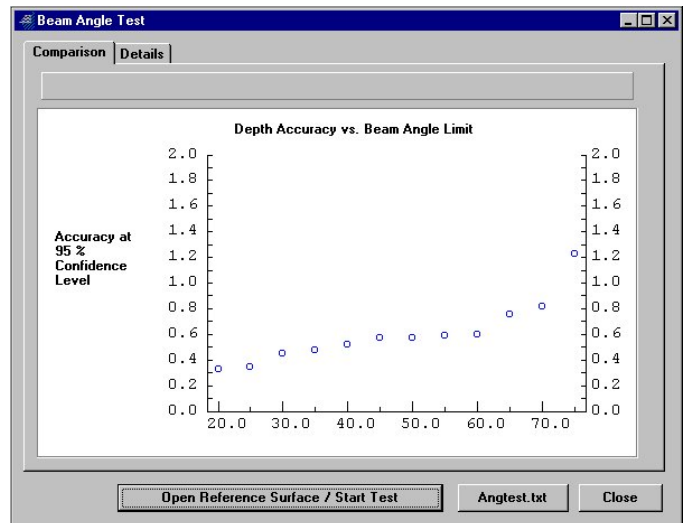 Beam Angle Test
Comparison
Details
Depth Accuracy vs. Beam Angle Limit
Accuracy at
95 %
Confidence
Level
2.0
1.8
1.6
1.4
1.2
1.0
0.8
0.6
0.4
0.2
0.0
2.0
1.8
1.6
1.4
1.2
1.0
0.8
0.6
0.4
0.2
0.0
20.0 30.0 40.0 50.0 60.0 70.0
Open Reference Surface / Start Test
Angtest.txt
Close